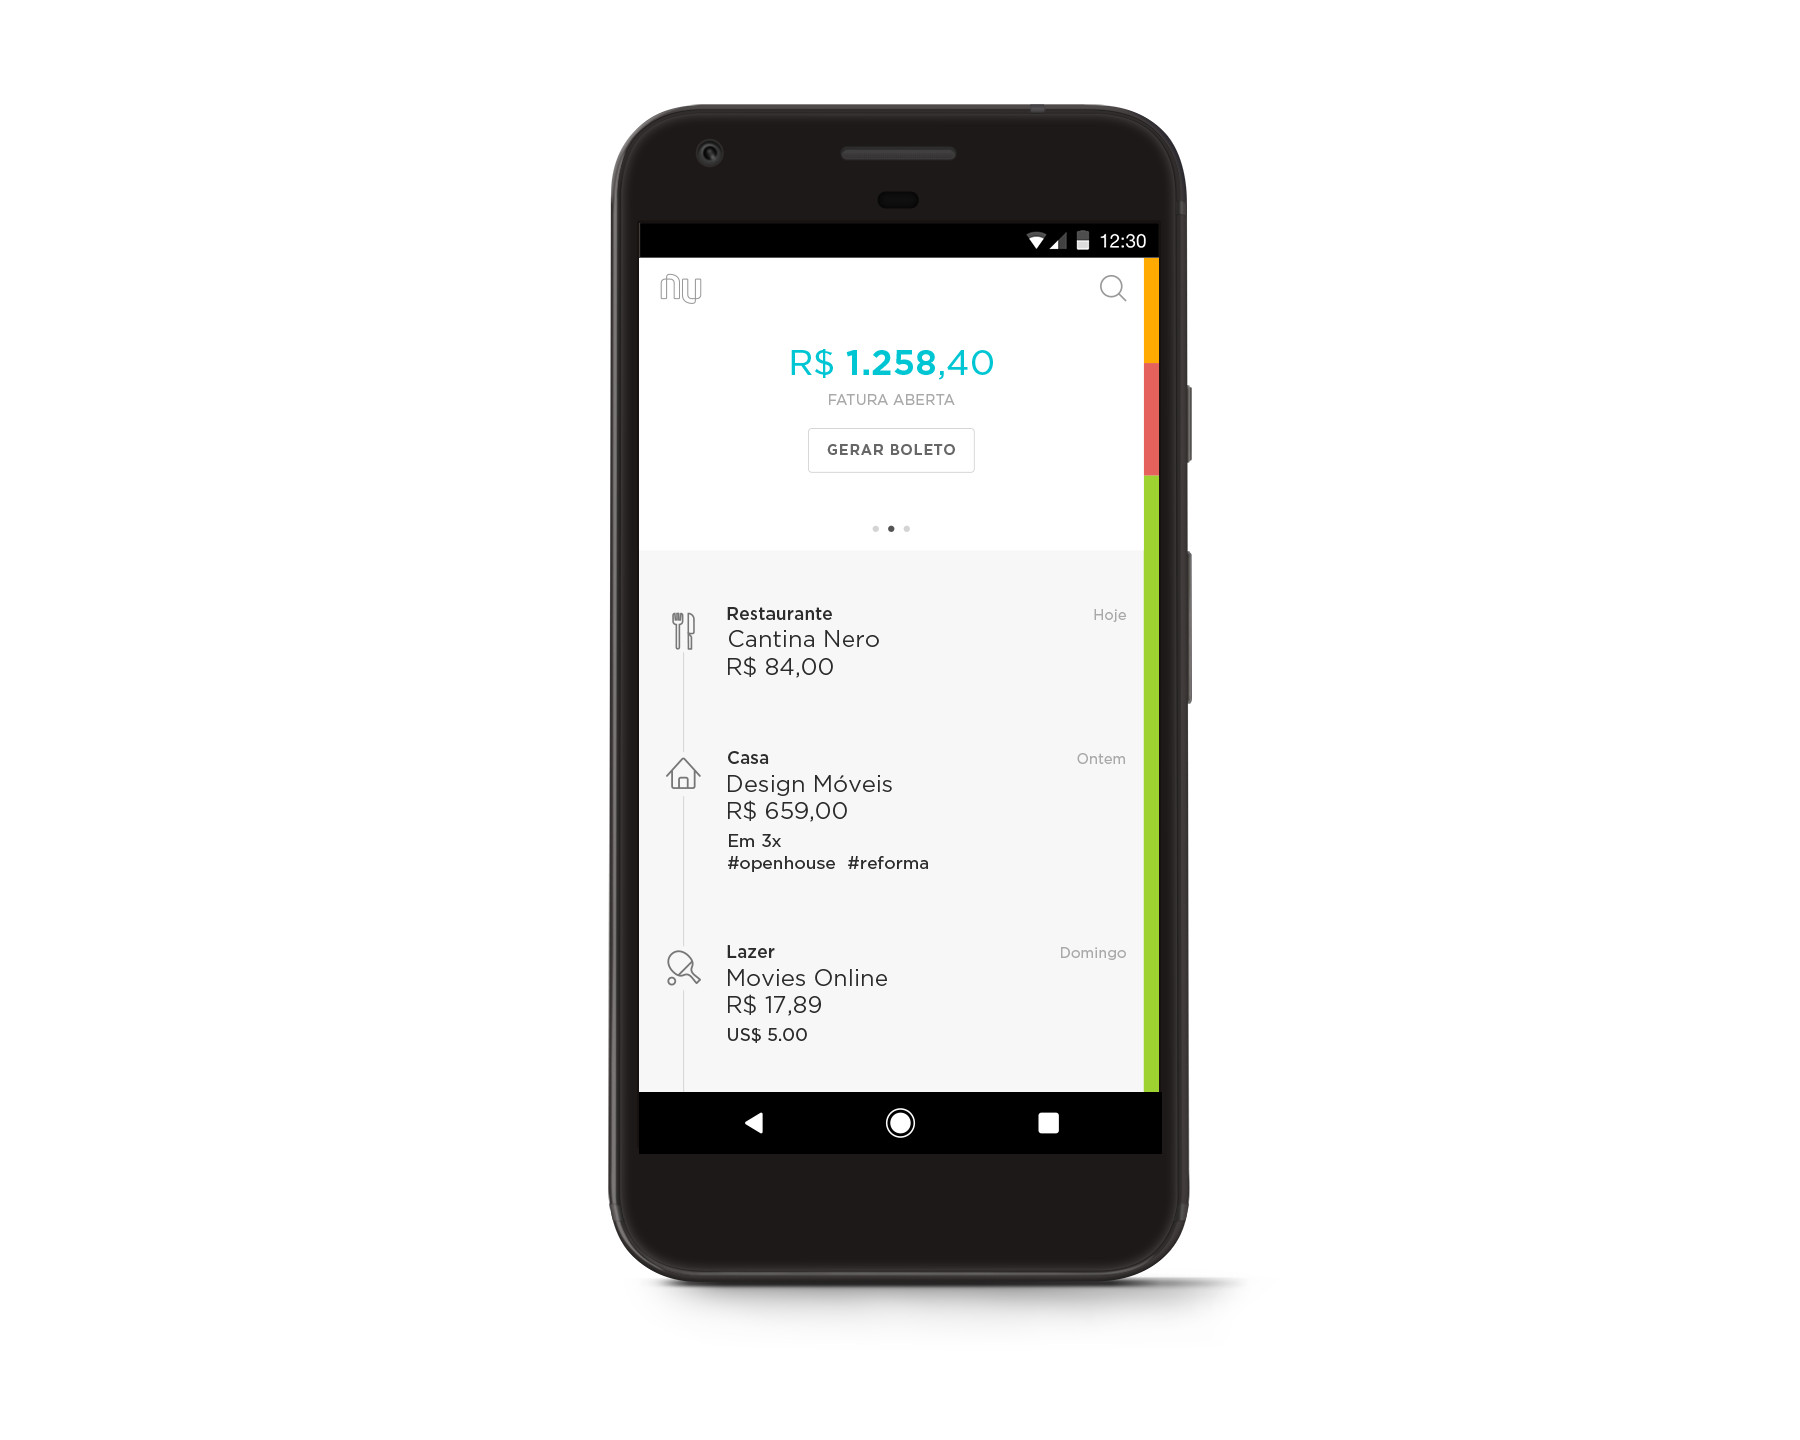 12:30
nu
R$ 1.258,40
FATURA ABERTA
GERAR BOLETO
Restaurante Hoje
Cantina Nero
R$ 84,00
Casa Ontem
Design Móveis
R$ 659,00
Em 3x
#openhouse #reforma
Lazer Domingo
Movies Online
R$ 17,89
US$ 5.00